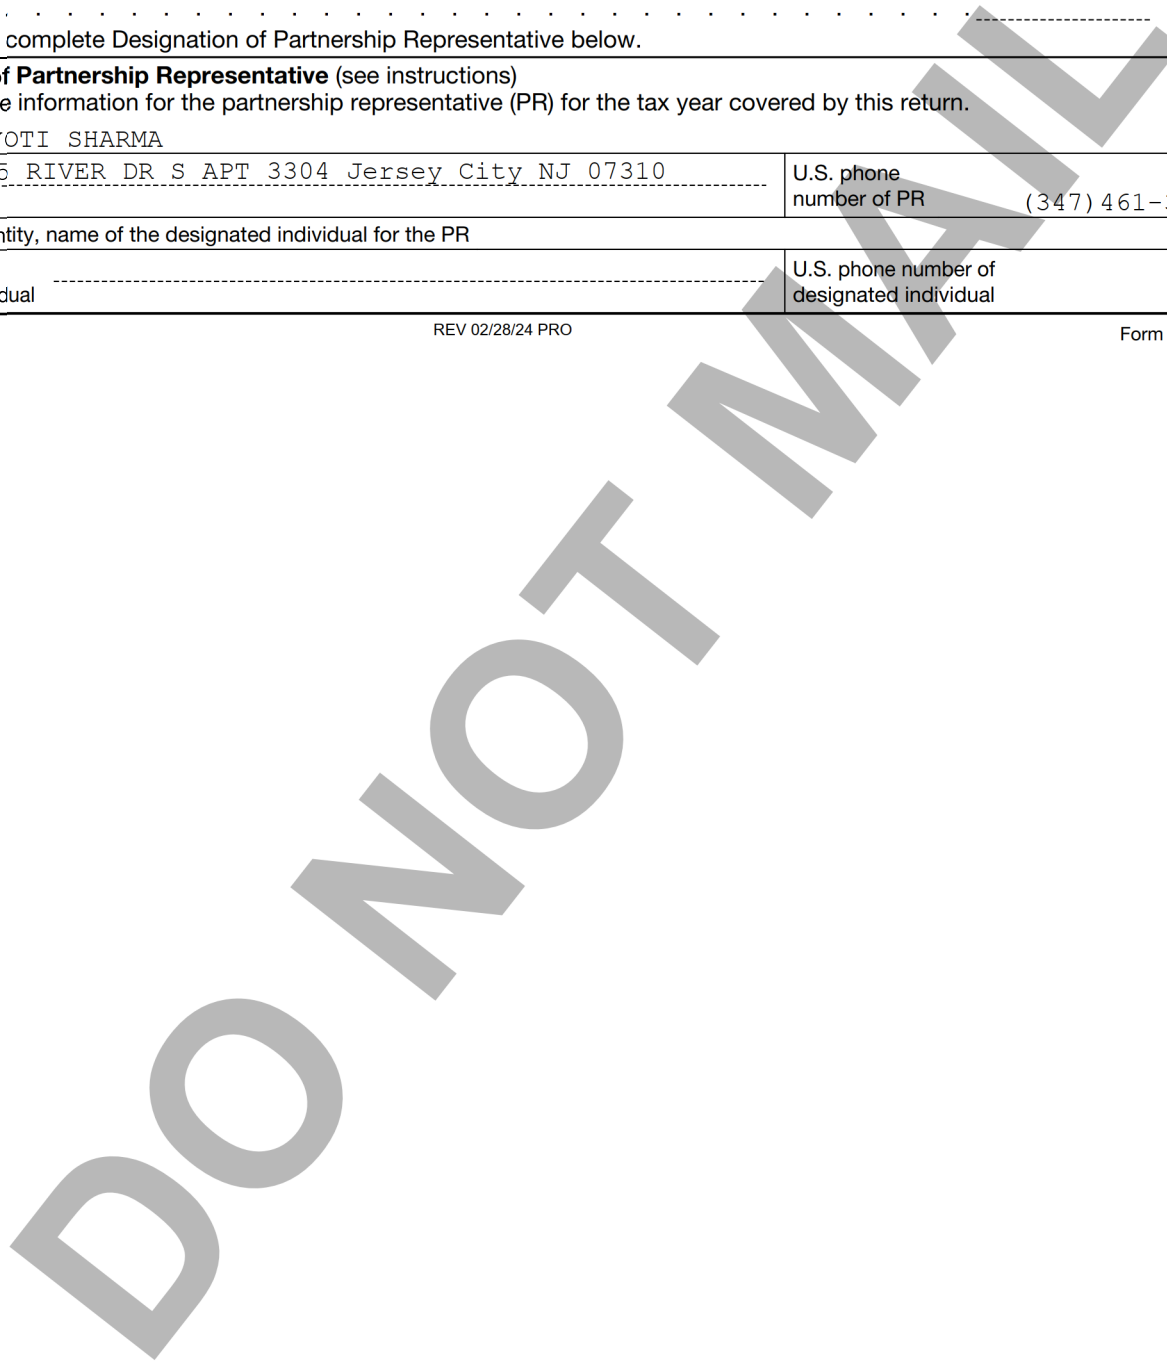 complete Designation of Partnership Representative below.
of Partnership Representative (see instructions)
information for the partnership representative (PR) for the tax year covered by this return.
OTI SHARMA
RIVER DR S APT 3304 Jersey City NJ 07310
U.S. phone
number of PR (347)461-
name of the designated individual for the PR
U.S. phone number of
designated individual
REV 02/28/24 PRO
Form
DO NOT MAIL